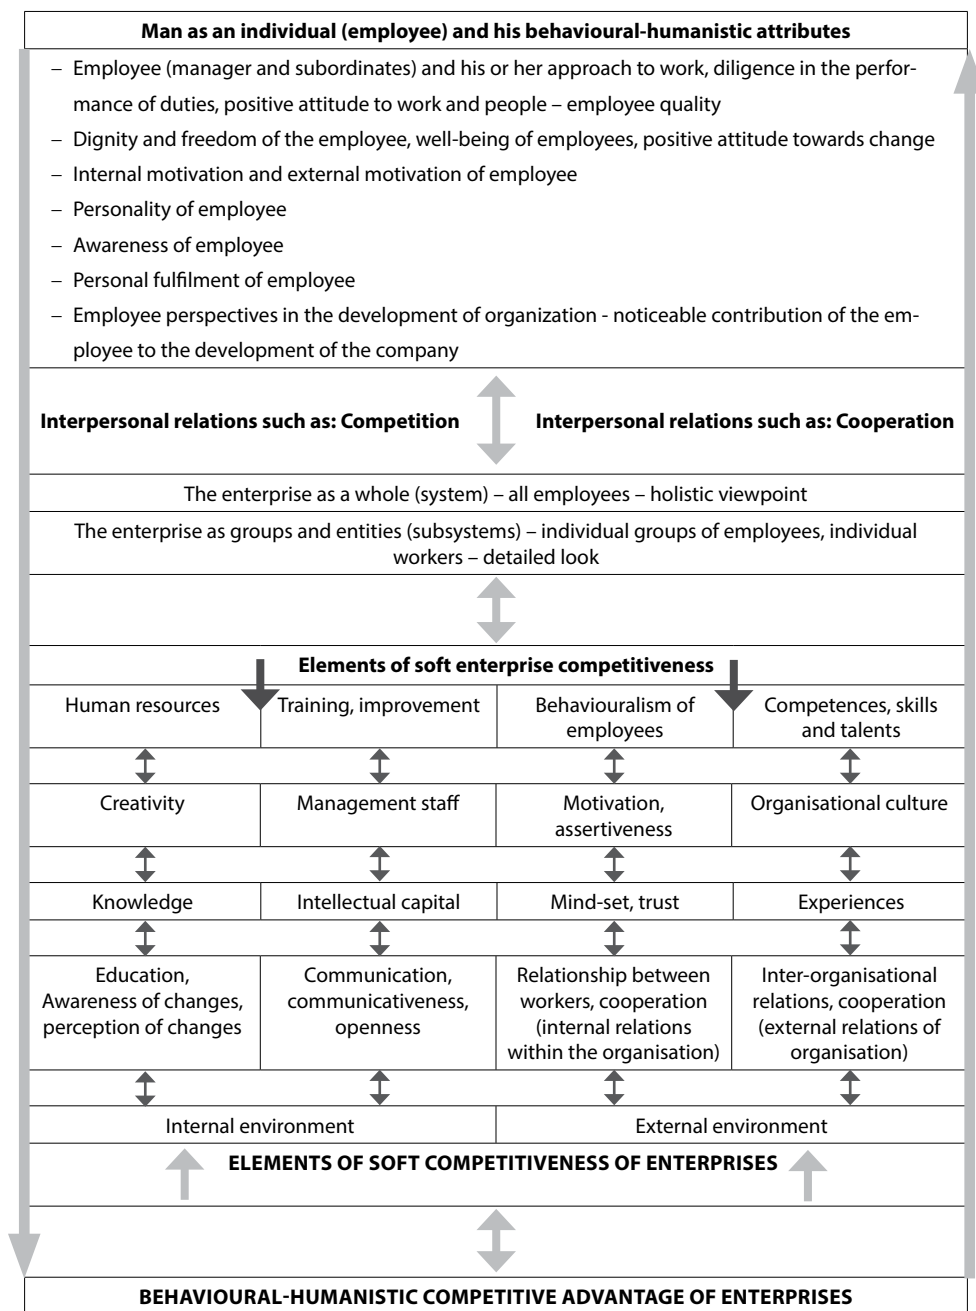 Man as an individual (employee) and his behavioural-humanistic attributes
– Employee (manager and subordinates) and his or her approach to work, diligence in the perfor-
mance of duties, positive attitude to work and people – employee quality
– Dignity and freedom of the employee, well-being of employees, positive attitude towards change
– Internal motivation and external motivation of employee
– Personality of employee
– Awareness of employee
– Personal fulfilment of employee
– Employee perspectives in the development of organization - noticeable contribution of the em-
ployee to the development of the company
Interpersonal relations such as: Competition
Interpersonal relations such as: Cooperation
The enterprise as a whole (system) – all employees – holistic viewpoint
The enterprise as groups and entities (subsystems) – individual groups of employees, individual
workers – detailed look
Elements of soft enterprise competitiveness
Human resources
Training, improvement
Behaviouralism of
employees
Competences, skills
and talents
Creativity
Management staff
Motivation,
assertiveness
Organisational culture
Knowledge
Intellectual capital
Mind-set, trust
Experiences
Education,
Awareness of changes,
perception of changes
Communication,
communicativeness,
openness
Relationship between
workers, cooperation
(internal relations
within the organisation)
Inter-organisational
relations, cooperation
(external relations of
organisation)
Internal environment
External environment
ELEMENTS OF SOFT COMPETITIVENESS OF ENTERPRISES
BEHAVIOURAL-HUMANISTIC COMPETITIVE ADVANTAGE OF ENTERPRISES